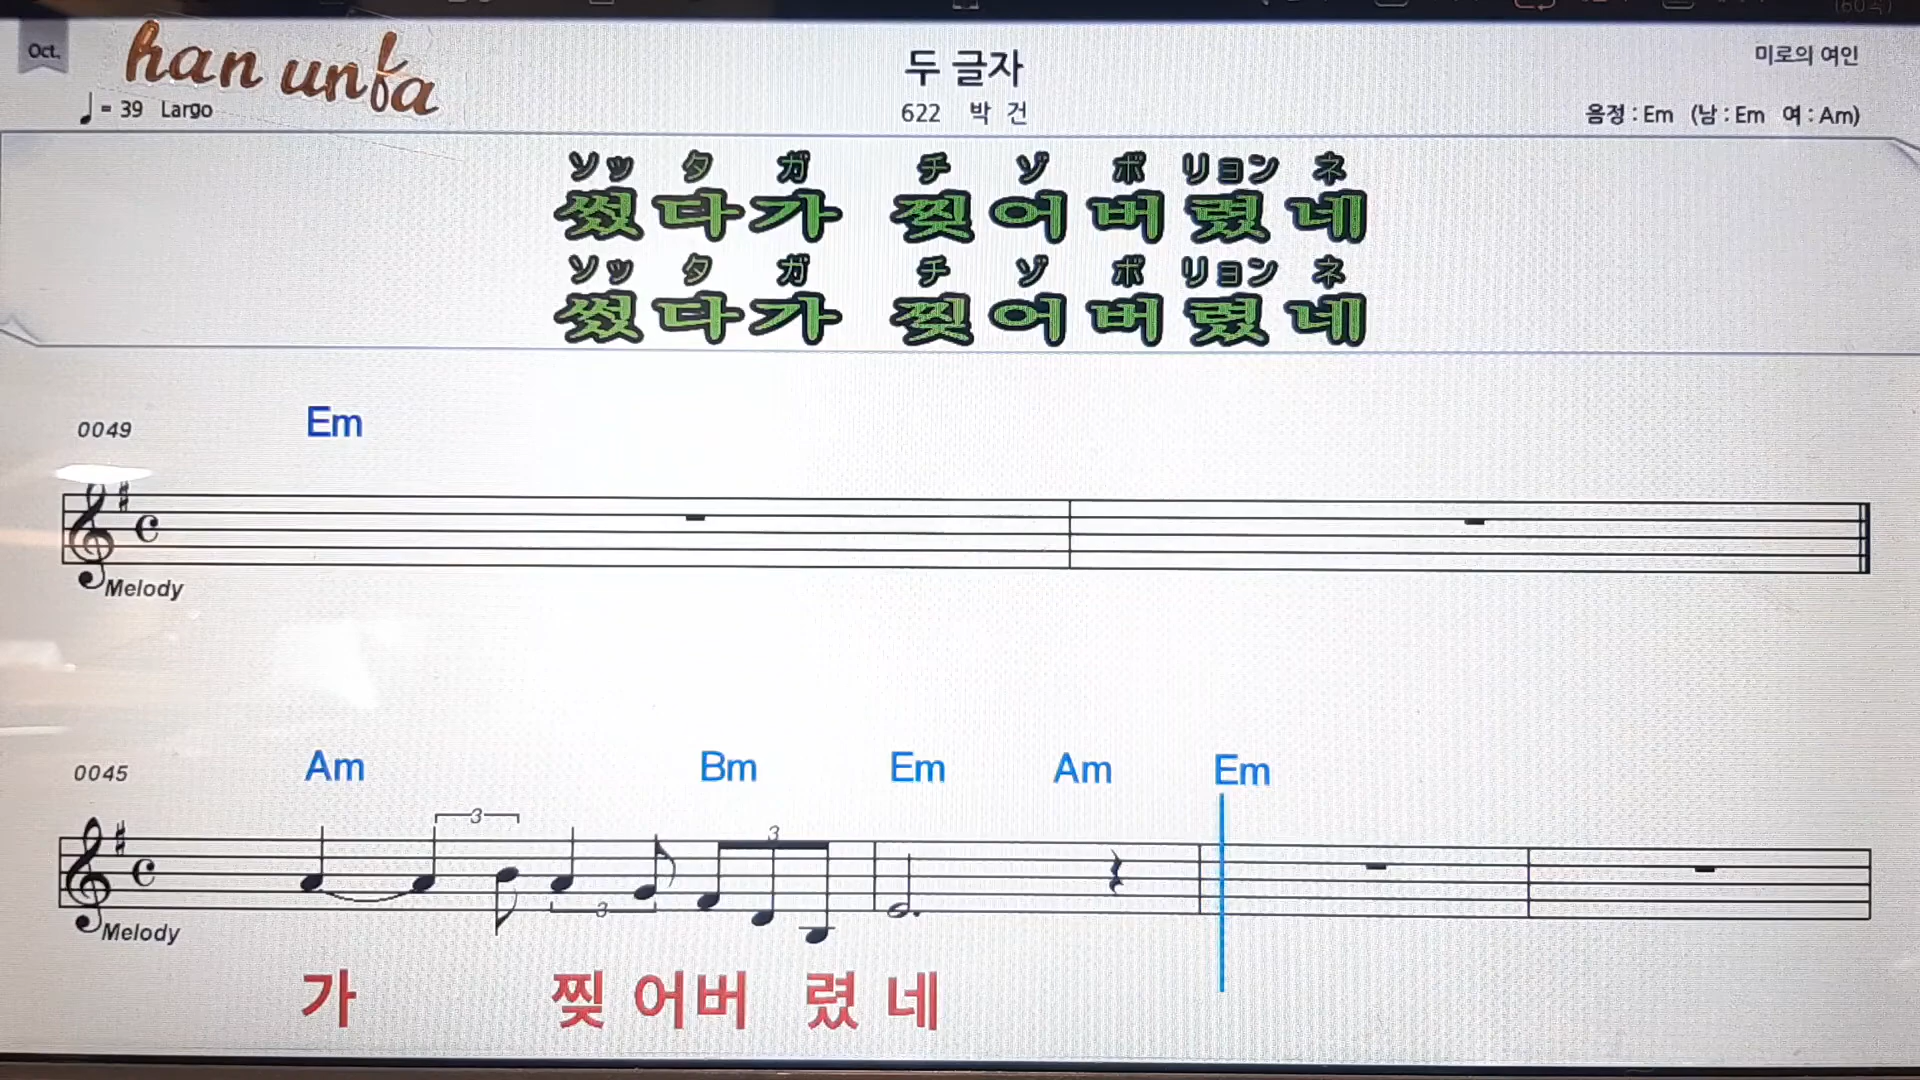 Oct.
han unfa
두 글자
미로의 여인
♩ = 39 Largo
622 박 건
음정 : Em (남 : Em 여 : Am)
ソッ タ ガ チ ゾ ボ リョン ネ
썼다가 찢어버렸네
ソッ タ ガ チ ゾ ボ リョン ネ
썼다가 찢어버렸네
0049 Em
Melody
0045 Am Bm Em Am Em
3 3
3
Melody
가 찢 어버 렸 네